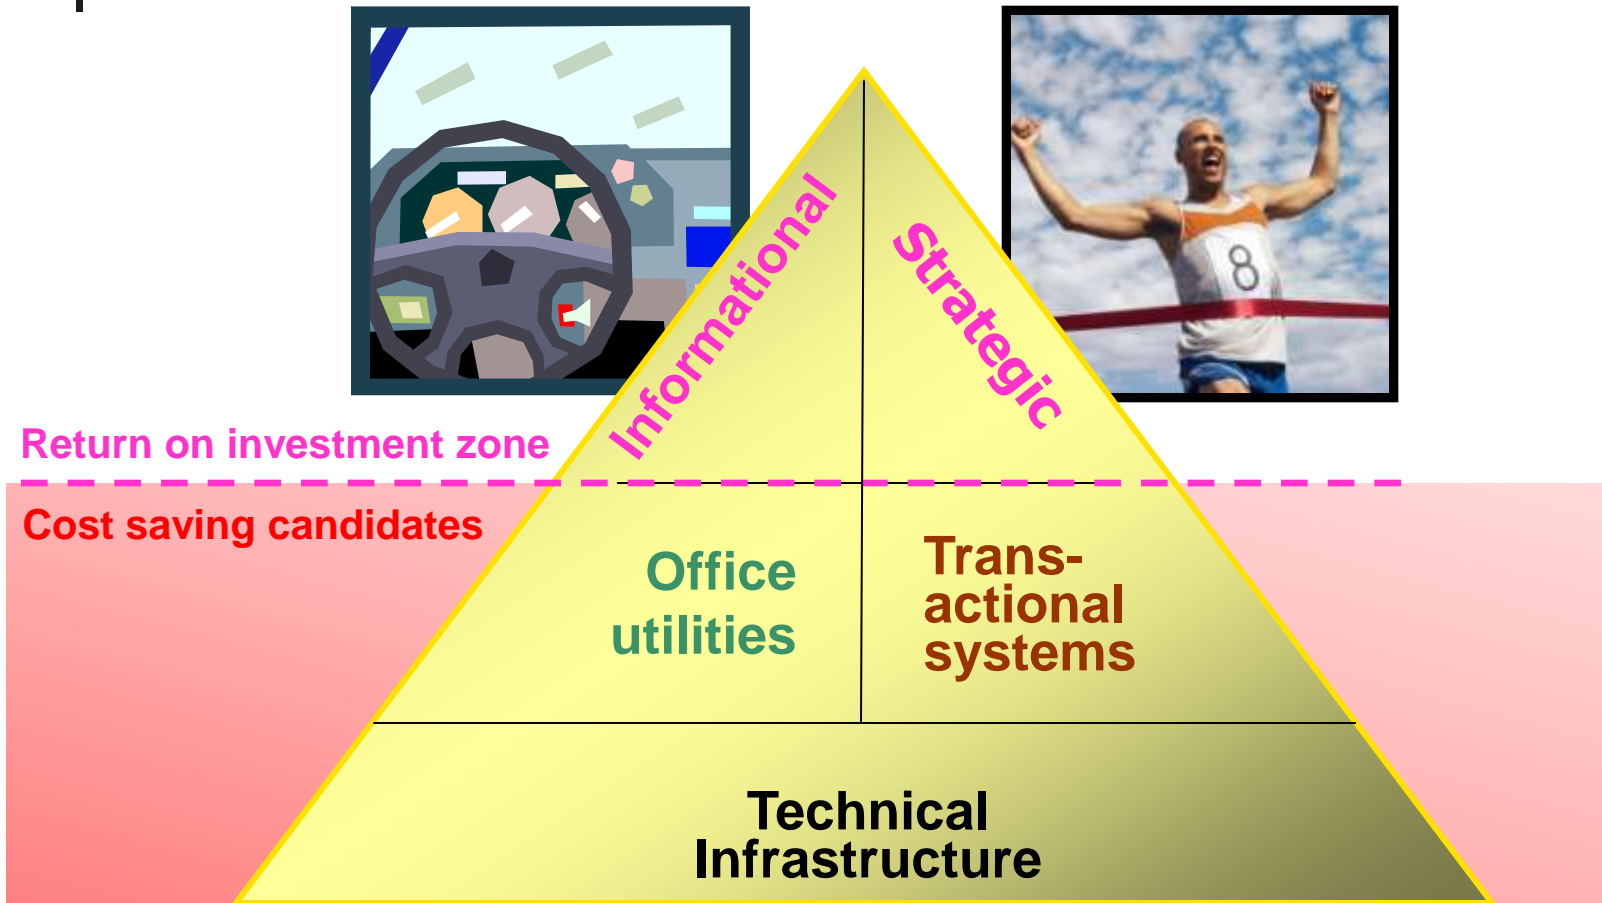 Informational
Strategic
8
Return on investment zone
Cost saving candidates
Office
utilities
Trans-
actional
systems
Technical
Infrastructure